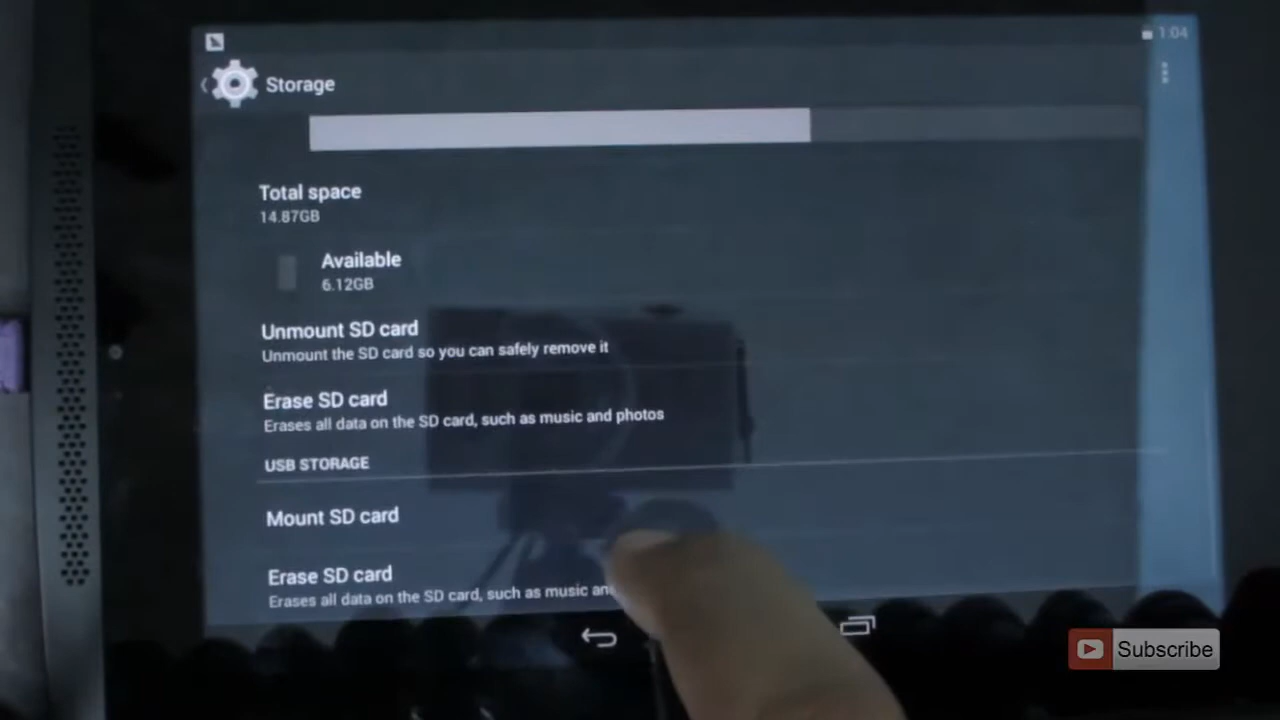 1:04
Storage
Total space
14.87GB
Available
6.12GB
Unmount SD card
Unmount the SD card so you can safely remove it
Erase SD card
Erases all data on the SD card, such as music and photos
USB STORAGE
Mount SD card
Erase SD card
Erases all data on the SD card, such as music an
Subscribe